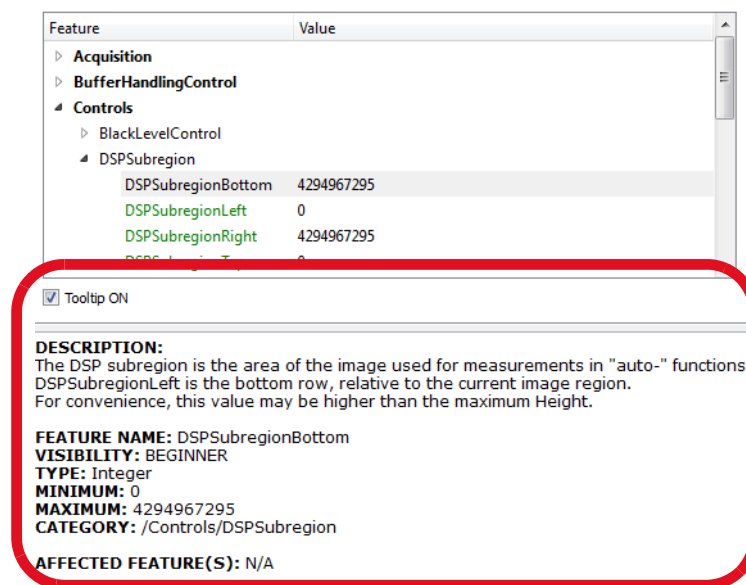 Feature Value
Acquisition
BufferHandlingControl
Controls
BlackLevelControl
DSPSubregion
DSPSubregionBottom 4294967295
DSPSubregionLeft 0
DSPSubregionRight 4294967295
Tooltip ON
DESCRIPTION:
The DSP subregion is the area of the image used for measurements in "auto-" functions
DSPSubregionLeft is the bottom row, relative to the current image region.
For convenience, this value may be higher than the maximum Height.
FEATURE NAME: DSPSubregionBottom
VISIBILITY: BEGINNER
TYPE: Integer
MINIMUM: 0
MAXIMUM: 4294967295
CATEGORY: /Controls/DSPSubregion
AFFECTED FEATURE(S): N/A